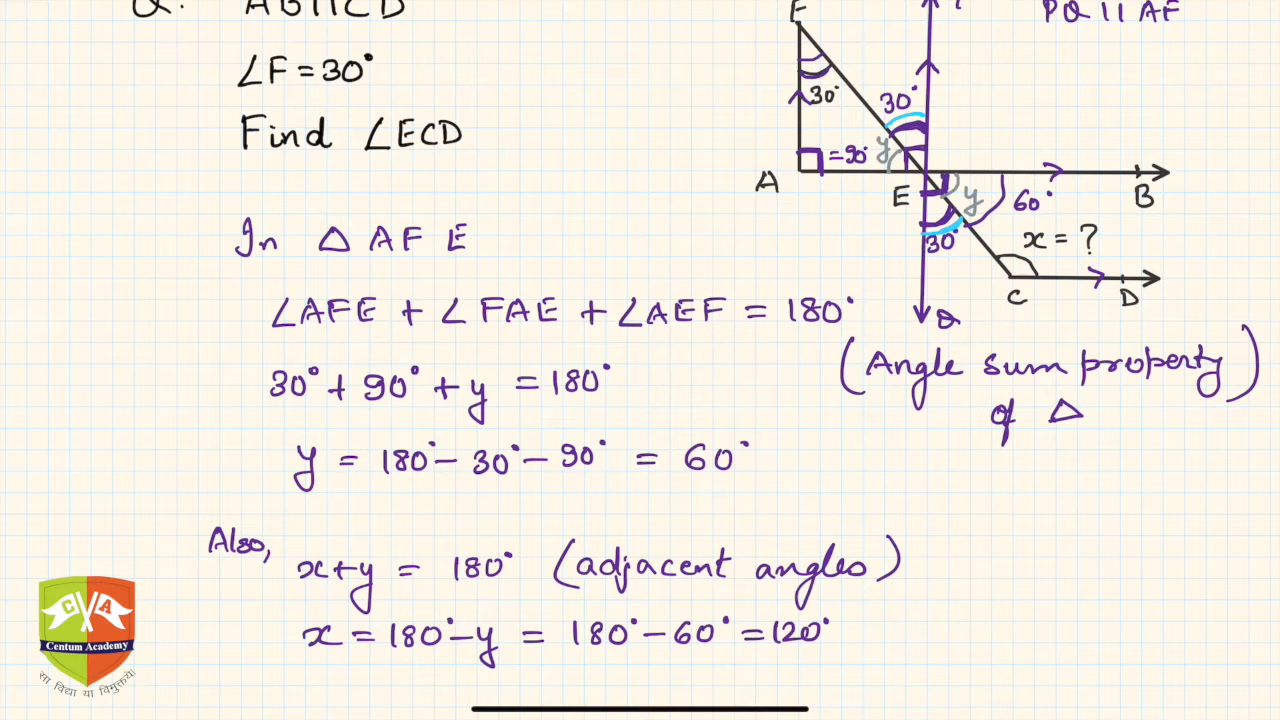 Q. AB || CD
∠F = 30°
Find ∠ECD
In △ AFE
∠AFE + ∠FAE + ∠AEF = 180°
(Angle sum property
of △
)
30° + 90° + y = 180°
y = 180° - 30° - 90° = 60°
Also,
x + y = 180° (adjacent angles)
x = 180° - y = 180° - 60° = 120°
PQ || AF
F
30°
30°
y
= 90°
A
E
B
y
60°
30°
x = ?
C
D
Q
C A
Centum Academy
सा विद्या या विमुक्तये।